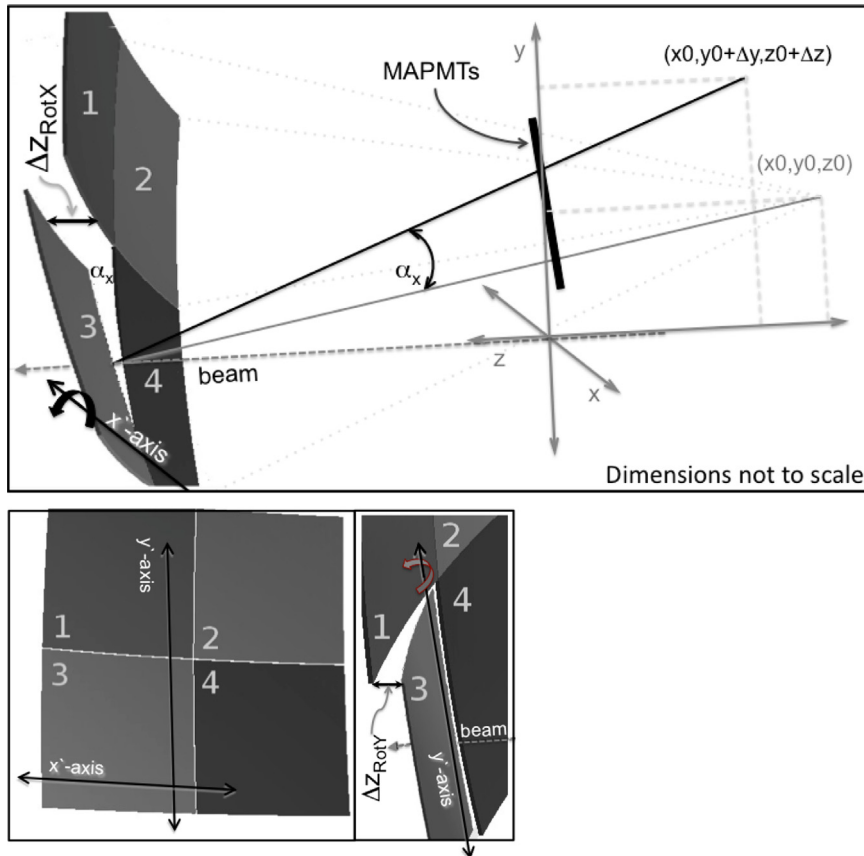 (x0,y0+Δy,z0+Δz)
y
MAPMTs
1
ΔzRotX
2
(x0,y0,z0)
αx
αx
3
4
beam
z
x
x`-axis
Dimensions not to scale
y`-axis
1
2
3
4
x`-axis
2
4
1
3
beam
ΔzRotY
y`-axis